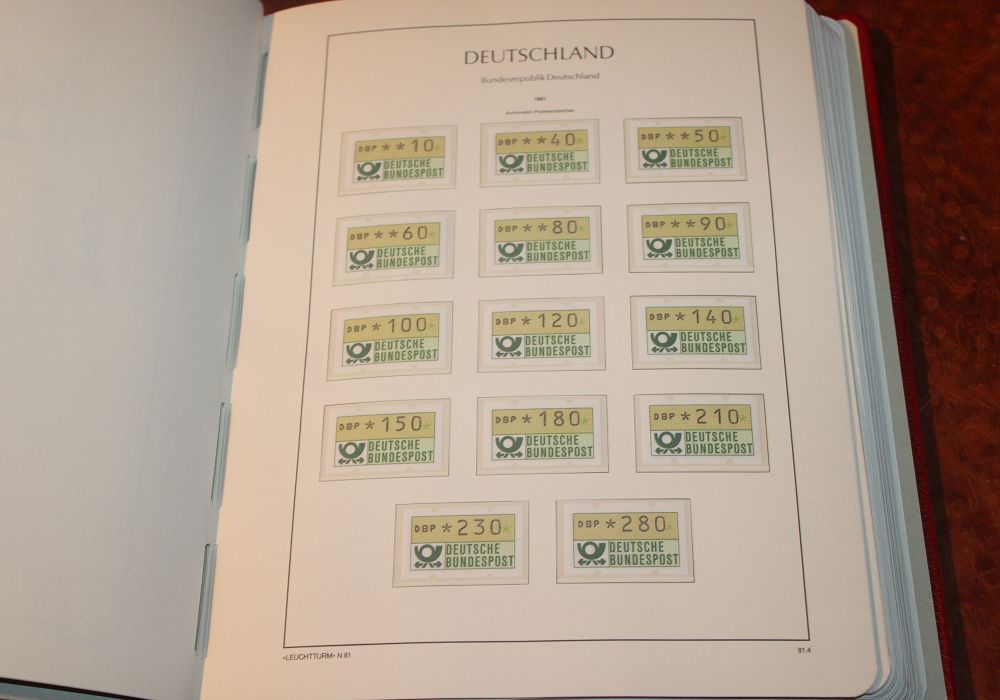 DEUTSCHLAND
Bundesrepublik Deutschland
1981
Automaten-Postwertzeichen
DBP **10*
DEUTSCHE
BUNDESPOST
DBP **40*
DEUTSCHE
BUNDESPOST
DBP **50*
DEUTSCHE
BUNDESPOST
DBP **60*
DEUTSCHE
BUNDESPOST
DBP **80*
DEUTSCHE
BUNDESPOST
DBP **90*
DEUTSCHE
BUNDESPOST
DBP *100*
DEUTSCHE
BUNDESPOST
DBP *120*
DEUTSCHE
BUNDESPOST
DBP *140*
DEUTSCHE
BUNDESPOST
DBP *150*
DEUTSCHE
BUNDESPOST
DBP *180*
DEUTSCHE
BUNDESPOST
DBP *210*
DEUTSCHE
BUNDESPOST
DBP *230*
DEUTSCHE
BUNDESPOST
DBP *280*
DEUTSCHE
BUNDESPOST
»LEUCHTTURM« N 81
81.4